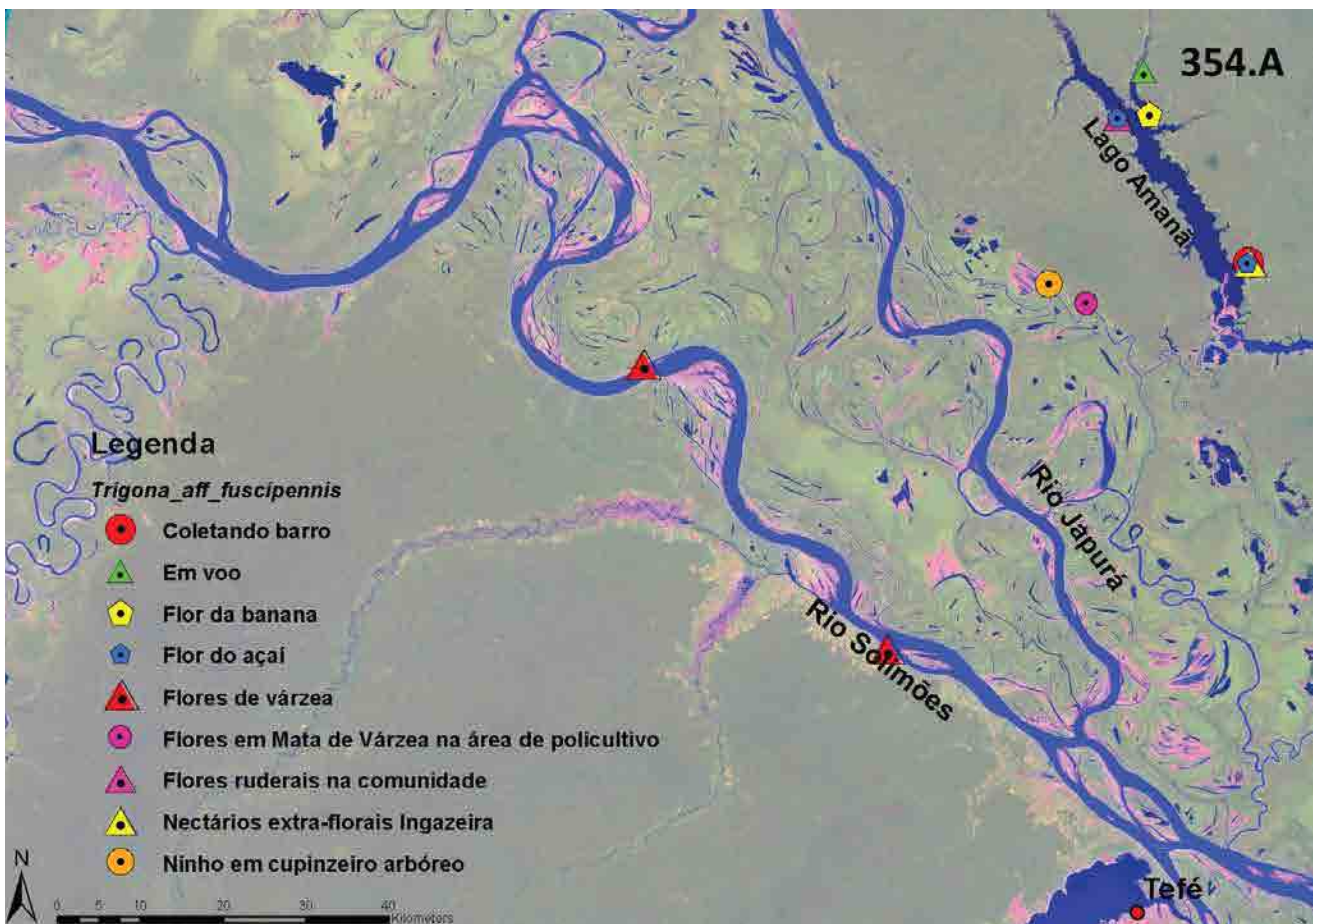 354.A
Lago Amanã
Legenda
Trigona_aff_fuscipennis
Coletando barro
Em voo
Flor da banana
Flor do açaí
Flores de várzea
Flores em Mata de Várzea na área de policultivo
Flores ruderais na comunidade
Nectários extra-florais Ingazeira
Ninho em cupinzeiro arbóreo
Rio Japurá
Rio Solimões
Tefé
N
0 5 10 20 30 40
Kilometers